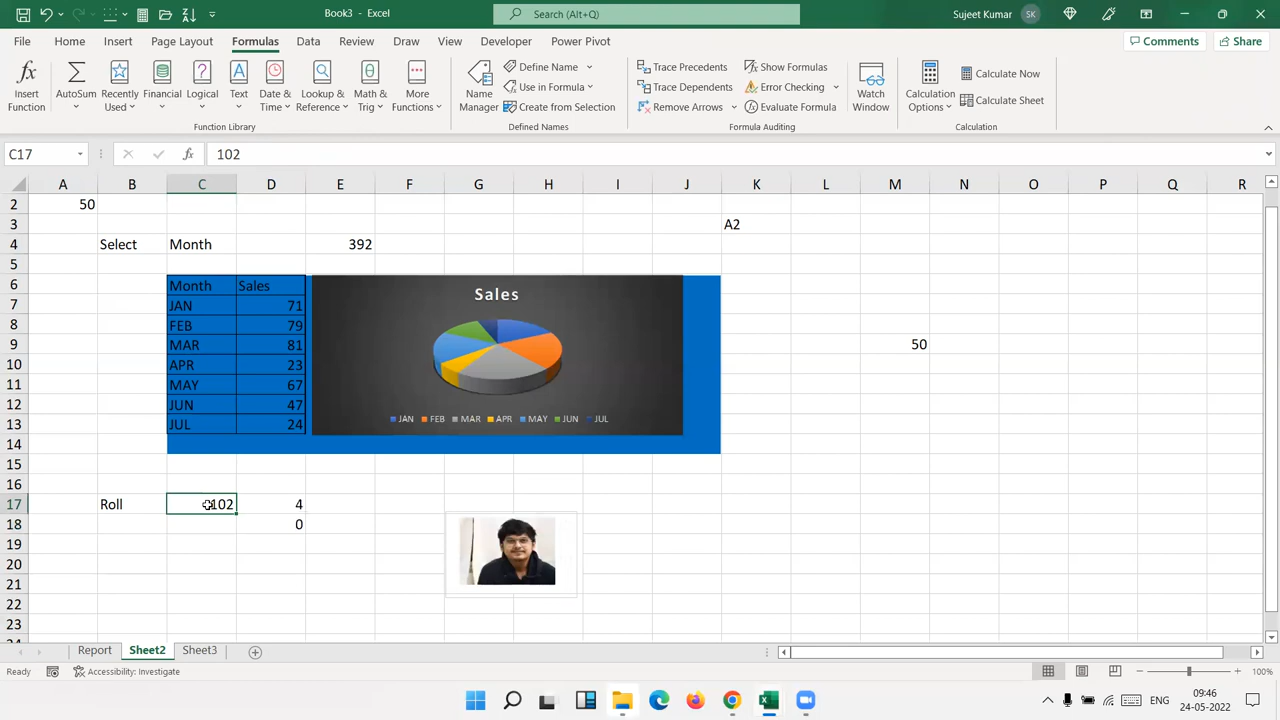 Book3 - Excel
Search (Alt+Q)
Sujeet Kumar
SK
File Home Insert Page Layout Formulas Data Review View Developer Automate Power Pivot
Comments
Share
Insert Function
AutoSum
Recently Used
Financial
Logical
Text
Date & Time
Lookup & Reference
Math & Trig
More Functions
Function Library
Name Manager
Define Name
Use in Formula
Create from Selection
Defined Names
Trace Precedents
Trace Dependents
Remove Arrows
Show Formulas
Error Checking
Evaluate Formula
Formula Auditing
Watch Window
Calculation Options
Calculate Now
Calculate Sheet
Calculation
C17
fx
102
A B C D E F G H I J K L M N O P Q R
2 50
3 A2
4 Select Month 392
5
6 Month Sales
7 JAN 71
8 FEB 79
9 MAR 81 50
10 APR 23
11 MAY 67
12 JUN 47
13 JUL 24
Sales
JAN FEB MAR APR MAY JUN JUL
14
15
16
17 Roll 102 4
18 0
19
20
21
22
23
24
Report Sheet2 Sheet3
Ready
Accessibility: Investigate
100%
ENG
09:46
24-05-2022